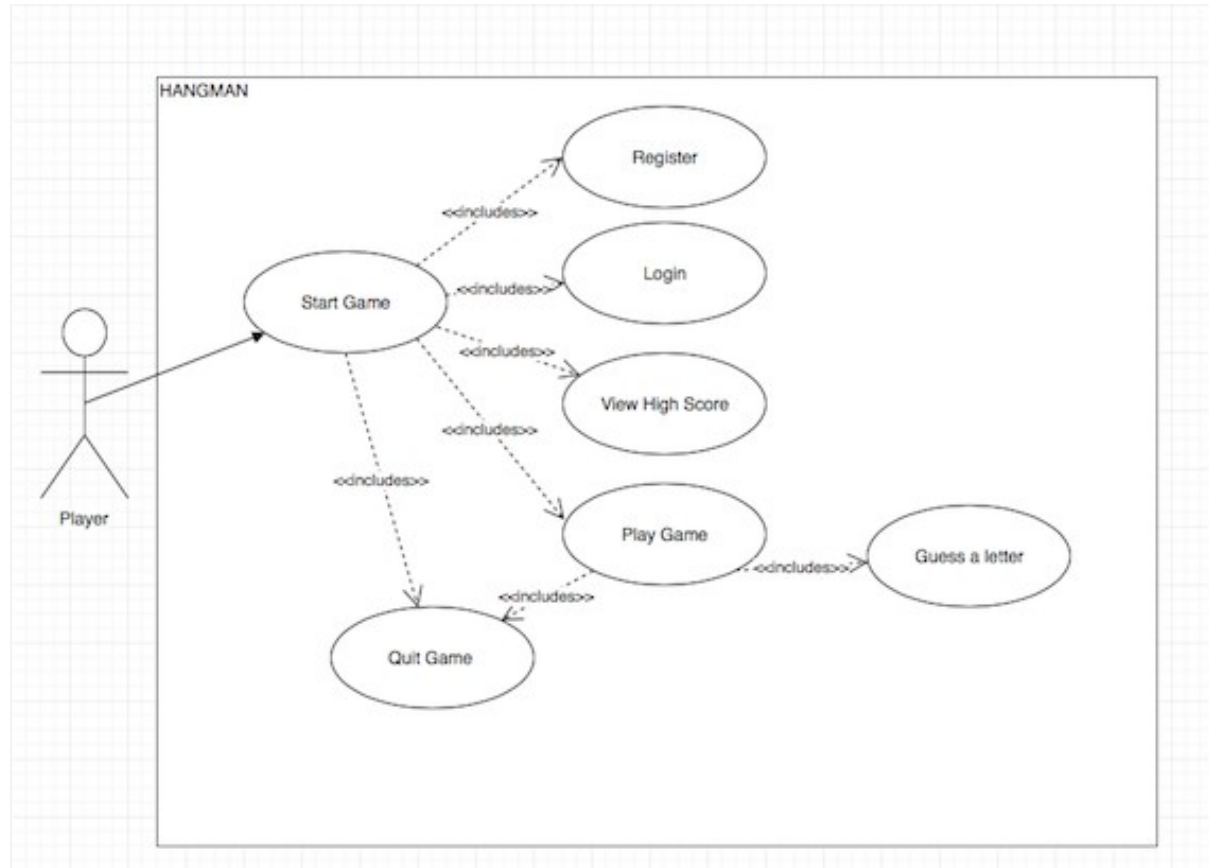 HANGMAN
Register
<<includes>>
Login
<<includes>>
Start Game
<<includes>>
View High Score
<<includes>>
<<includes>>
Player
Play Game
<<includes>>
Guess a letter
<<includes>>
Quit Game